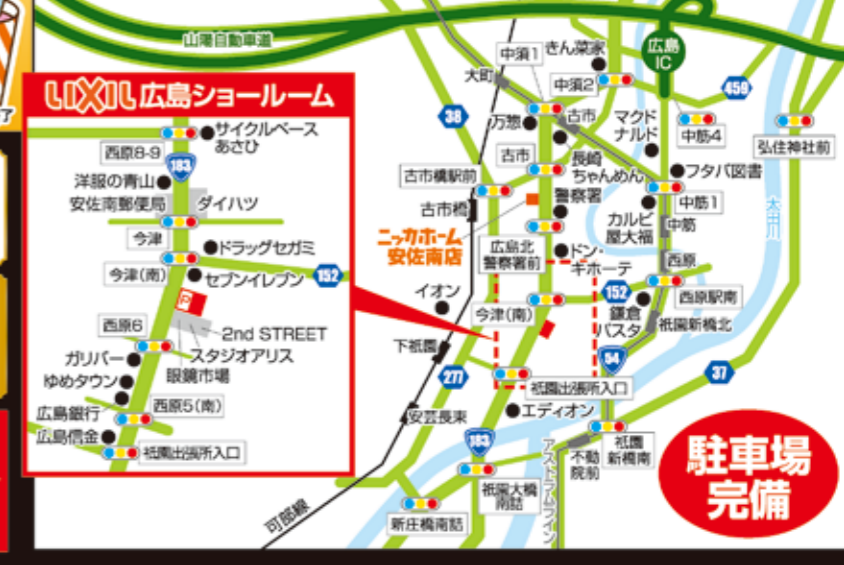 山陽自動車道
LIXIL広島ショールーム
サイクルベース
あさひ
西原8-9
183
洋服の青山
安佐南郵便局
ダイハツ
今津
ドラッグセガミ
今津(南)
セブンイレブン
152
P
西原6
2nd STREET
スタジオアリス
眼鏡市場
ガリバー
ゆめタウン
広島銀行
西原5(南)
広島信金
祇園出張所入口
中須1
きん菜家
広島
IC
大町
中須2
459
38
万惣
古市
マクド
ナルド
中筋4
弘住神社前
古市
長崎
ちゃんめん
フタバ図書
古市橋駅前
警察署
中筋1
古市橋
カルビ
屋大福
中筋
太田川
ニッカホーム
安佐南店
広島北
警察署前
ドン・
キホーテ
西原
イオン
今津(南)
152
鎌倉
パスタ
西原駅南
祇園新橋北
下祇園
54
277
37
祇園出張所入口
安芸長束
エディオン
183
アストラムライン
不動
院前
祇園
新橋南
駐車場
完備
祇園大橋
南詰
可部線
新庄橋南詰
了